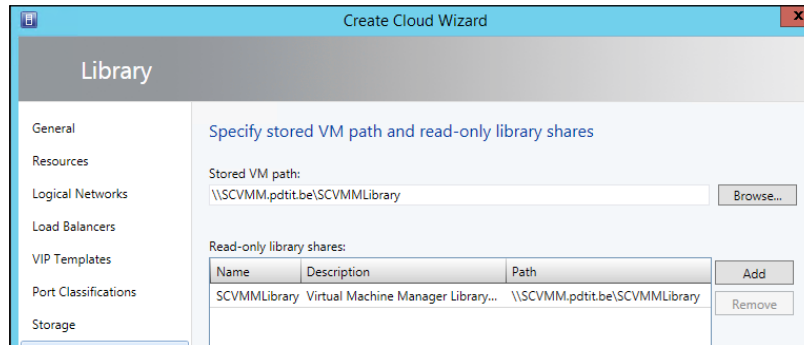 Create Cloud Wizard
x
Library
General
Resources
Logical Networks
Load Balancers
VIP Templates
Port Classifications
Storage
Specify stored VM path and read-only library shares
Stored VM path:
\\SCVMM.pdtit.be\SCVMMLibrary
Browse...
Read-only library shares:
Name Description Path
SCVMMLibrary Virtual Machine Manager Library... \\SCVMM.pdtit.be\SCVMMLibrary
Add
Remove